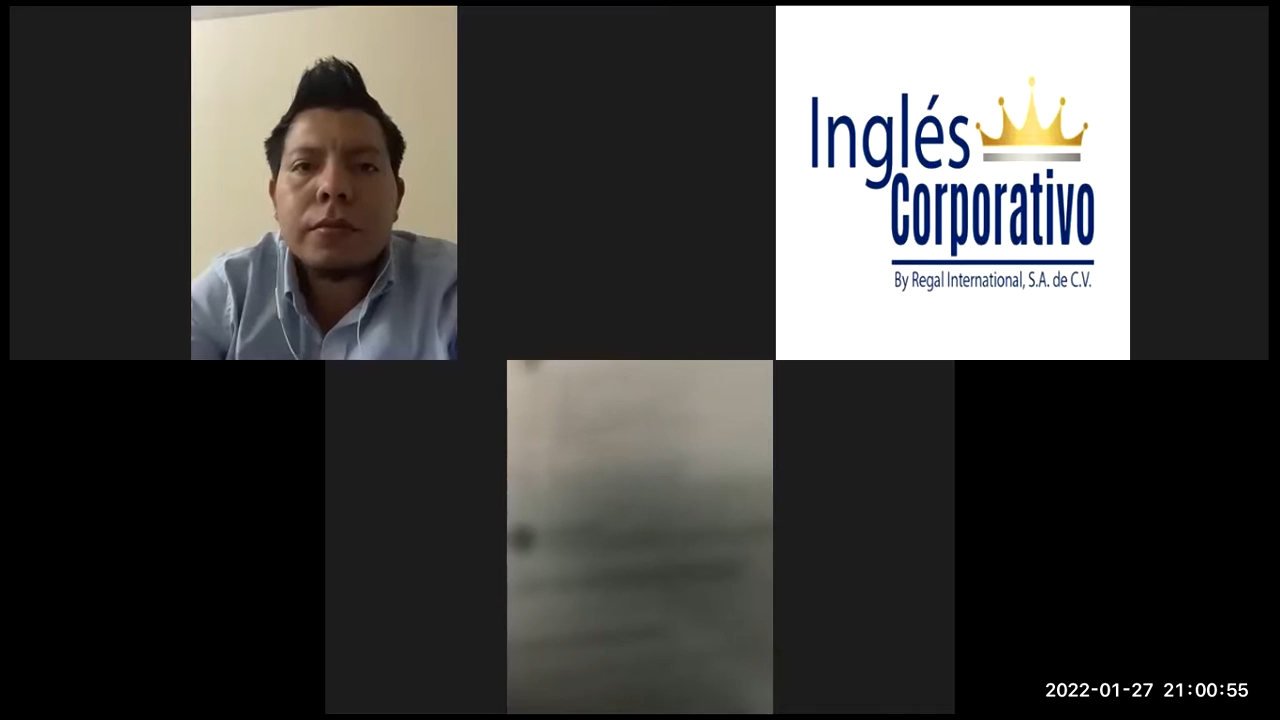 Inglés
Corporativo
By Regal International, S.A. de C.V.
2022-01-27 21:00:55